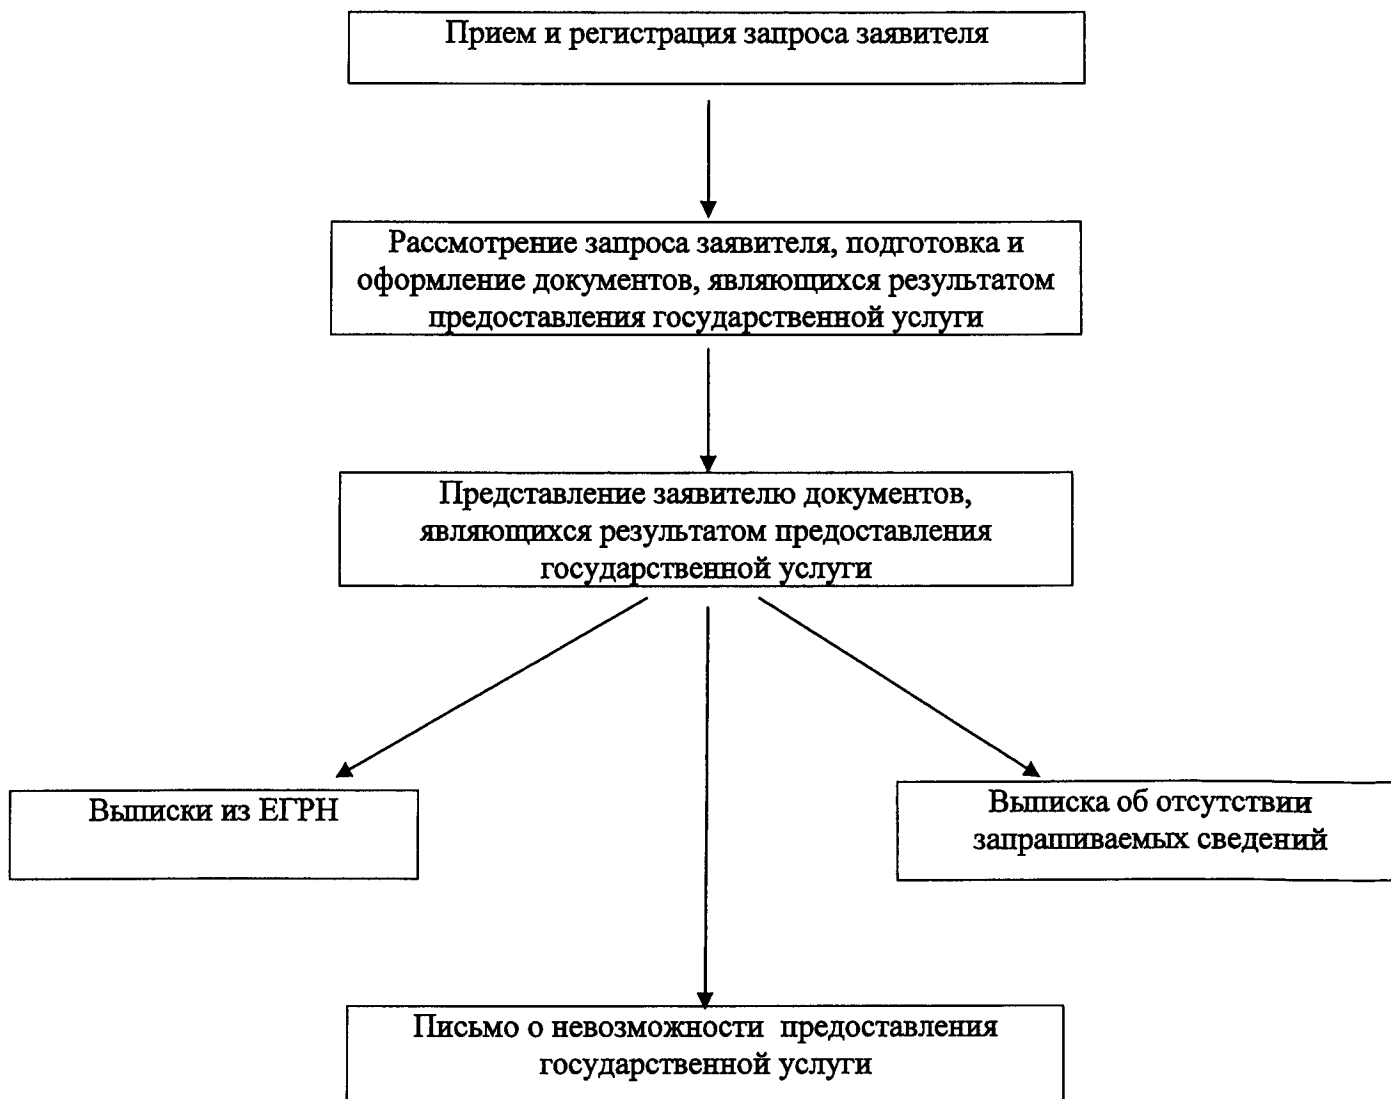 Прием и регистрация запроса заявителя
Рассмотрение запроса заявителя, подготовка и
оформление документов, являющихся результатом
предоставления государственной услуги
Представление заявителю документов,
являющихся результатом предоставления
государственной услуги
Выписки из ЕГРН
Выписка об отсутствии
запрашиваемых сведений
Письмо о невозможности предоставления
государственной услуги